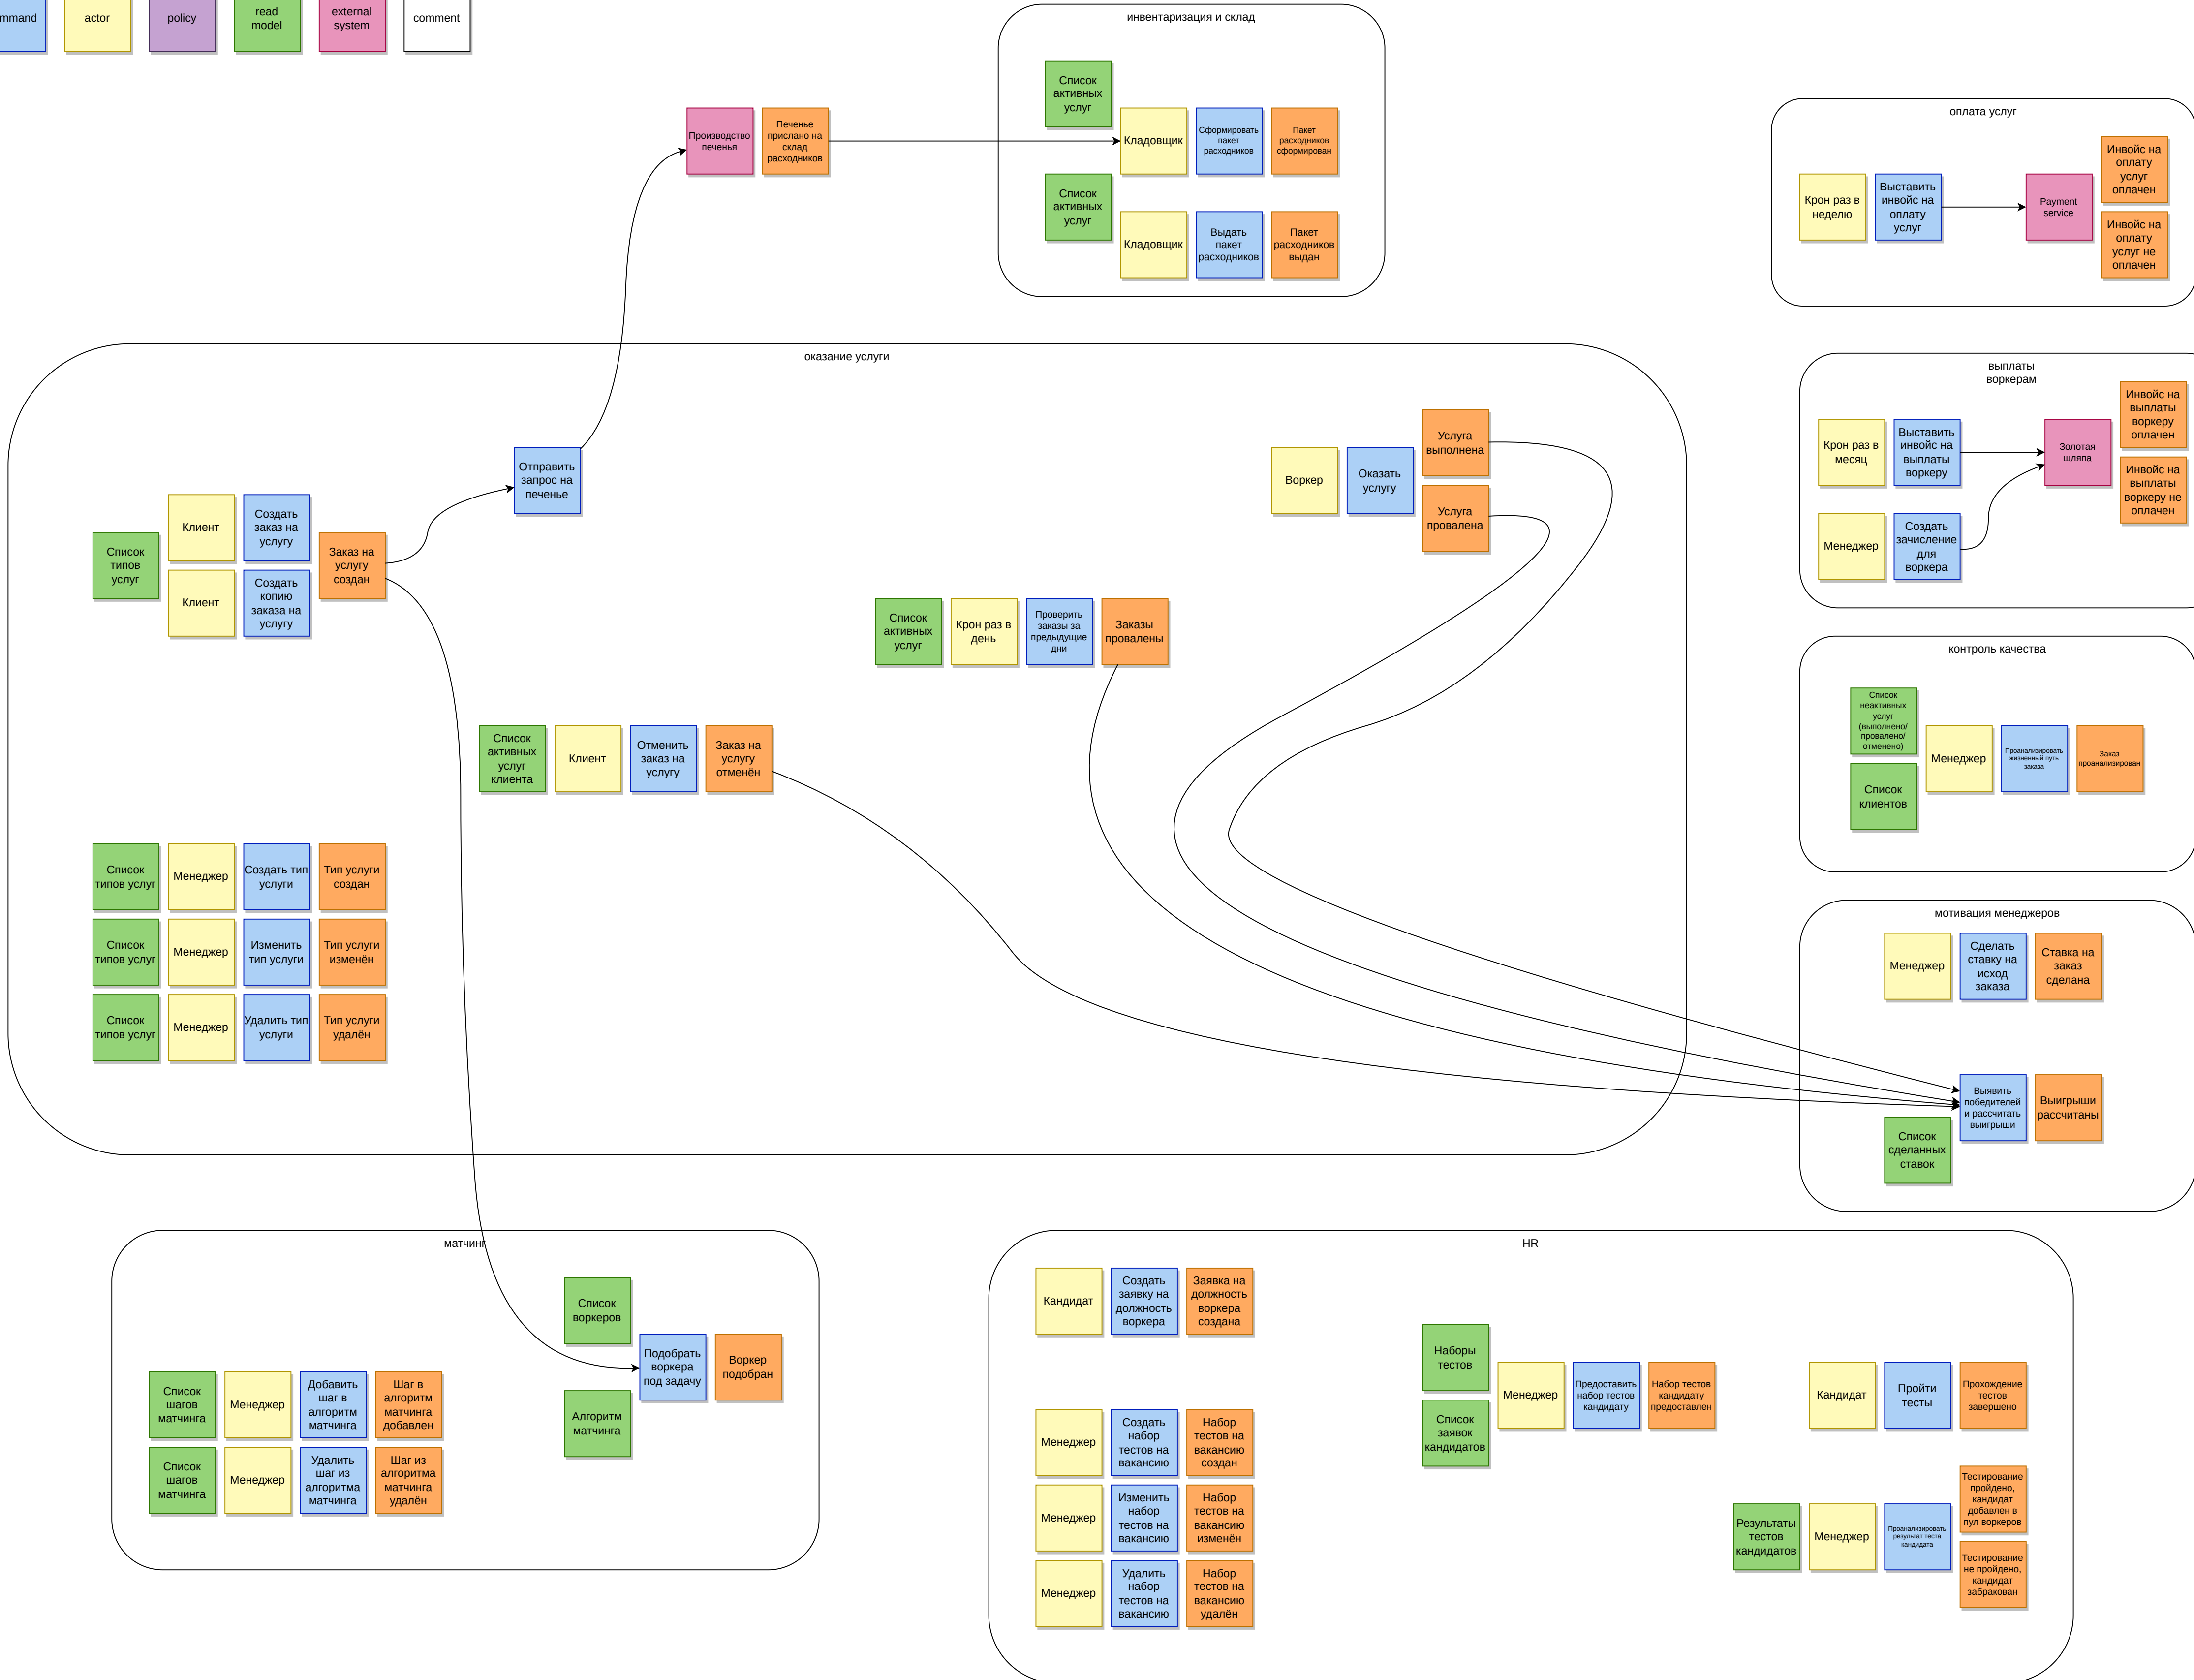 mmand
actor
policy
read
model
external
system
comment
инвентаризация и склад
Список
активных
услуг
Производство
печенья
Печенье
прислано на
склад
расходников
Кладовщик
Сформировать
пакет
расходников
Пакет
расходников
сформирован
Список
активных
услуг
Кладовщик
Выдать
пакет
расходников
Пакет
расходников
выдан
оплата услуг
Крон раз в
неделю
Выставить
инвойс на
оплату
услуг
Payment
service
Инвойс на
оплату
услуг
оплачен
Инвойс на
оплату
услуг не
оплачен
оказание услуги
Отправить
запрос на
печенье
Воркер
Оказать
услугу
Услуга
выполнена
Услуга
провалена
Список
типов
услуг
Клиент
Создать
заказ на
услугу
Клиент
Создать
копию
заказа на
услугу
Заказ на
услугу
создан
Список
активных
услуг
Крон раз в
день
Проверить
заказы за
предыдущие
дни
Заказы
провалены
Список
активных
услуг
клиента
Клиент
Отменить
заказ на
услугу
Заказ на
услугу
отменён
Список
типов услуг
Менеджер
Создать тип
услуги
Тип услуги
создан
Список
типов услуг
Менеджер
Изменить
тип услуги
Тип услуги
изменён
Список
типов услуг
Менеджер
Удалить тип
услуги
Тип услуги
удалён
выплаты
воркерам
Крон раз в
месяц
Выставить
инвойс на
выплаты
воркеру
Золотая
шляпа
Инвойс на
выплаты
воркеру
оплачен
Инвойс на
выплаты
воркеру не
оплачен
Менеджер
Создать
зачисление
для
воркера
контроль качества
Список
неактивных
услуг
(выполнено/
провалено/
отменено)
Список
клиентов
Менеджер
Проанализировать
жизненный путь
заказа
Заказ
проанализирован
мотивация менеджеров
Менеджер
Сделать
ставку на
исход
заказа
Ставка на
заказ
сделана
Выявить
победителей
и рассчитать
выигрыши
Выигрыши
рассчитаны
Список
сделанных
ставок
матчинг
Список
воркеров
Подобрать
воркера
под задачу
Воркер
подобран
Алгоритм
матчинга
Список
шагов
матчинга
Менеджер
Добавить
шаг в
алгоритм
матчинга
Шаг в
алгоритм
матчинга
добавлен
Список
шагов
матчинга
Менеджер
Удалить
шаг из
алгоритма
матчинга
Шаг из
алгоритма
матчинга
удалён
HR
Кандидат
Создать
заявку на
должность
воркера
Заявка на
должность
воркера
создана
Менеджер
Создать
набор
тестов на
вакансию
Набор
тестов на
вакансию
создан
Менеджер
Изменить
набор
тестов на
вакансию
Набор
тестов на
вакансию
изменён
Менеджер
Удалить
набор
тестов на
вакансию
Набор
тестов на
вакансию
удалён
Наборы
тестов
Список
заявок
кандидатов
Менеджер
Предоставить
набор тестов
кандидату
Набор тестов
кандидату
предоставлен
Кандидат
Пройти
тесты
Прохождение
тестов
завершено
Результаты
тестов
кандидатов
Менеджер
Проанализировать
результат теста
кандидата
Тестирование
пройдено,
кандидат
добавлен в
пул воркеров
Тестирование
не пройдено,
кандидат
забракован